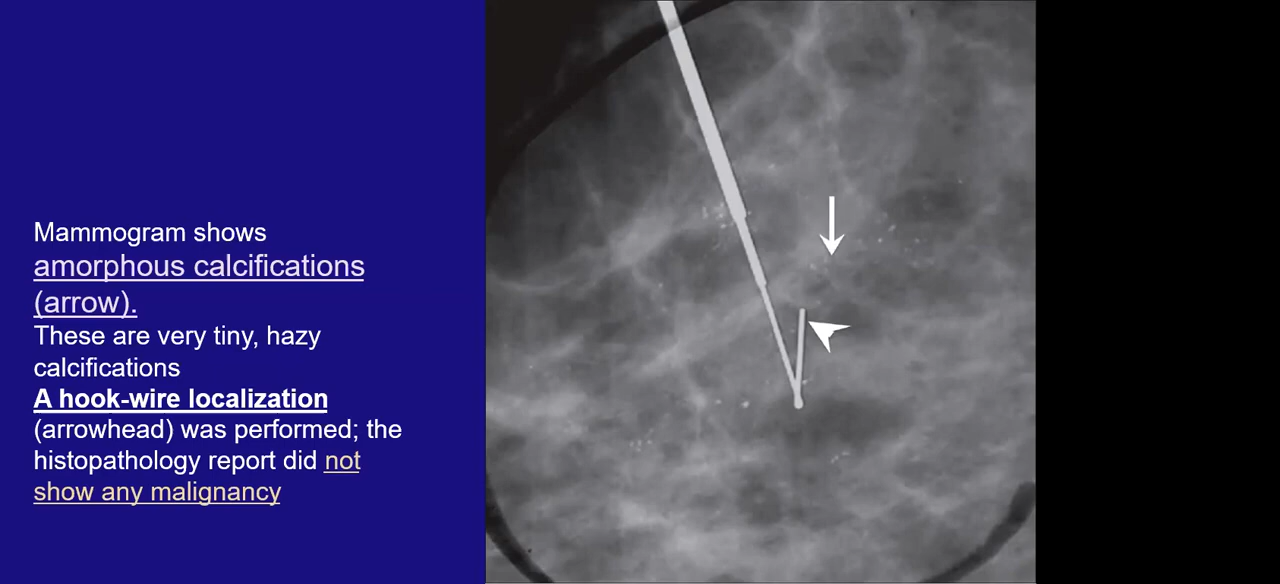 Mammogram shows
amorphous calcifications
(arrow).
These are very tiny, hazy
calcifications
A hook-wire localization
(arrowhead) was performed; the
histopathology report did not
show any malignancy